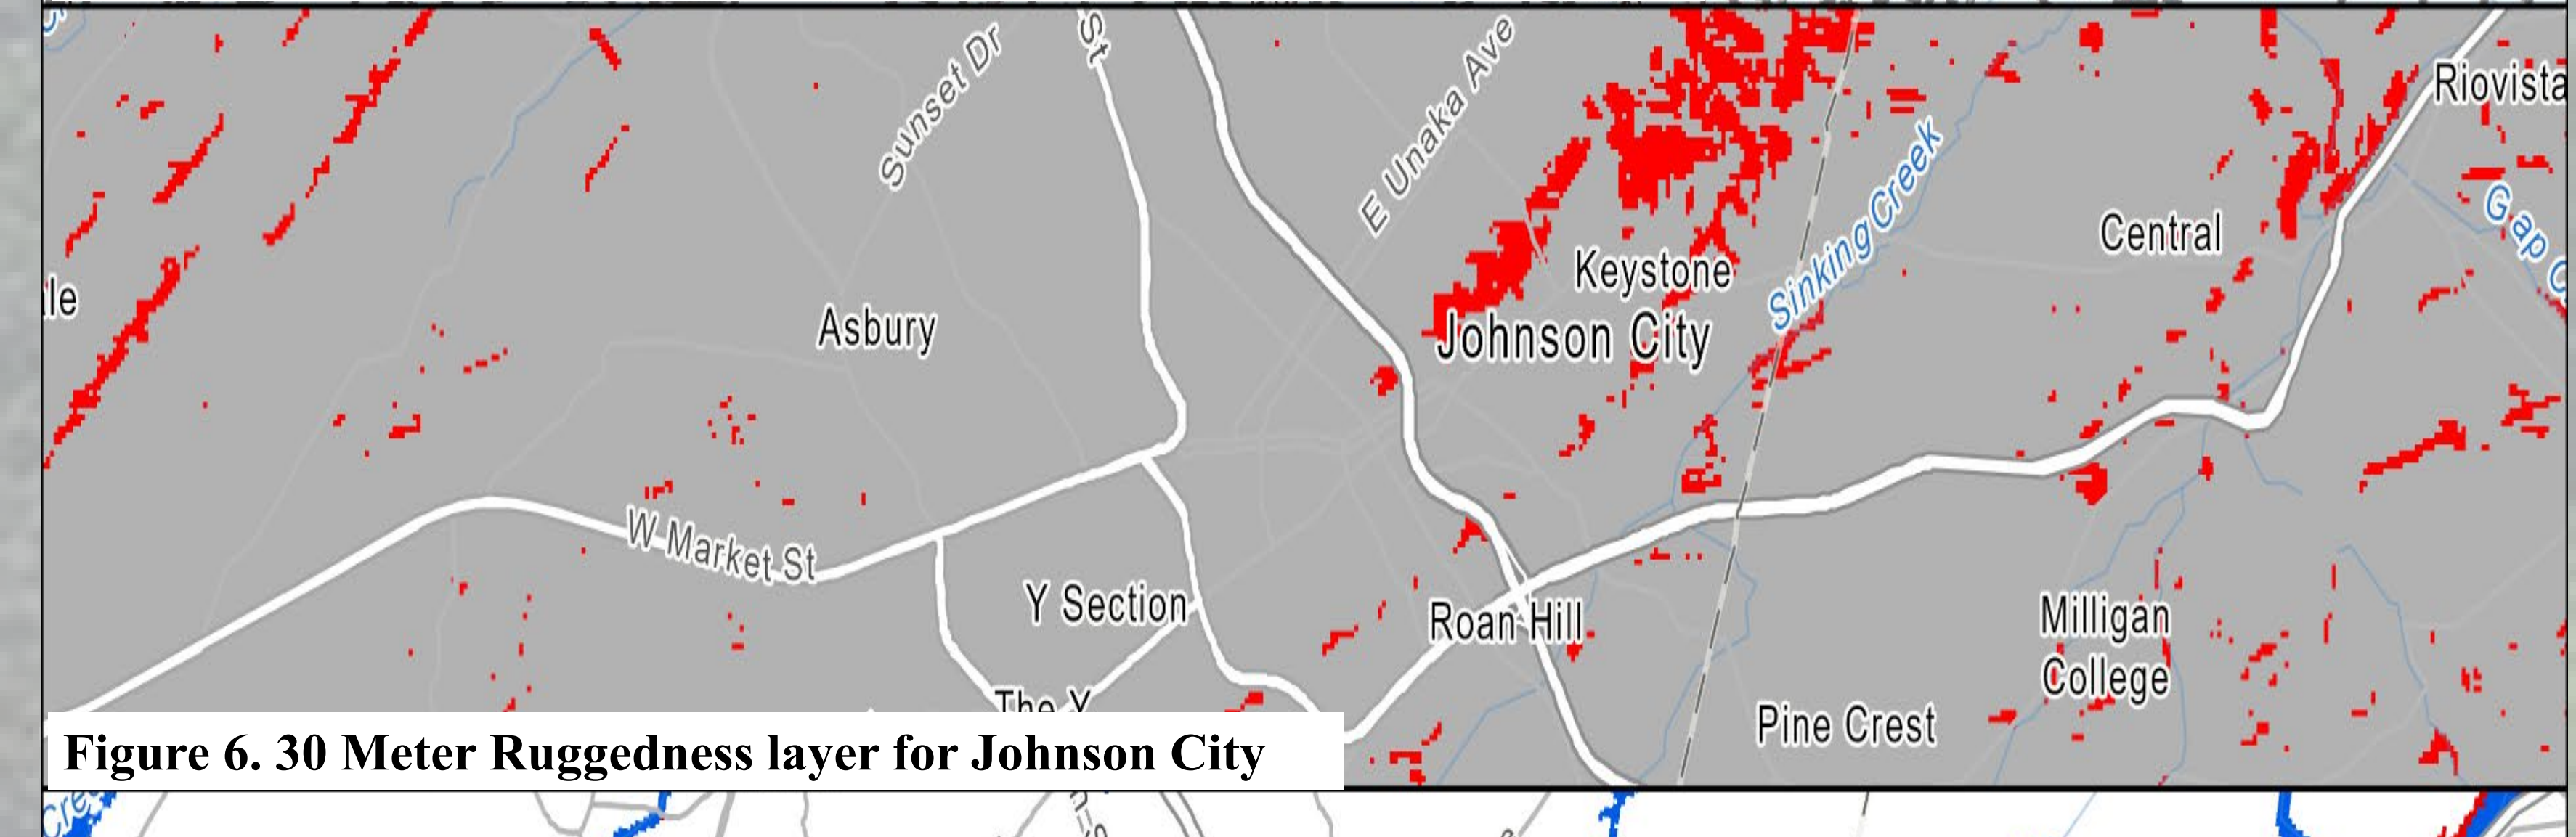 St
Sunset Dr
E Unaka Ave
Riovista
Sinking Creek
Gap C
Central
Keystone
Johnson City
Asbury
W Market St
Y Section
Roan Hill
Milligan
College
The Y
Pine Crest
Figure 6. 30 Meter Ruggedness layer for Johnson City